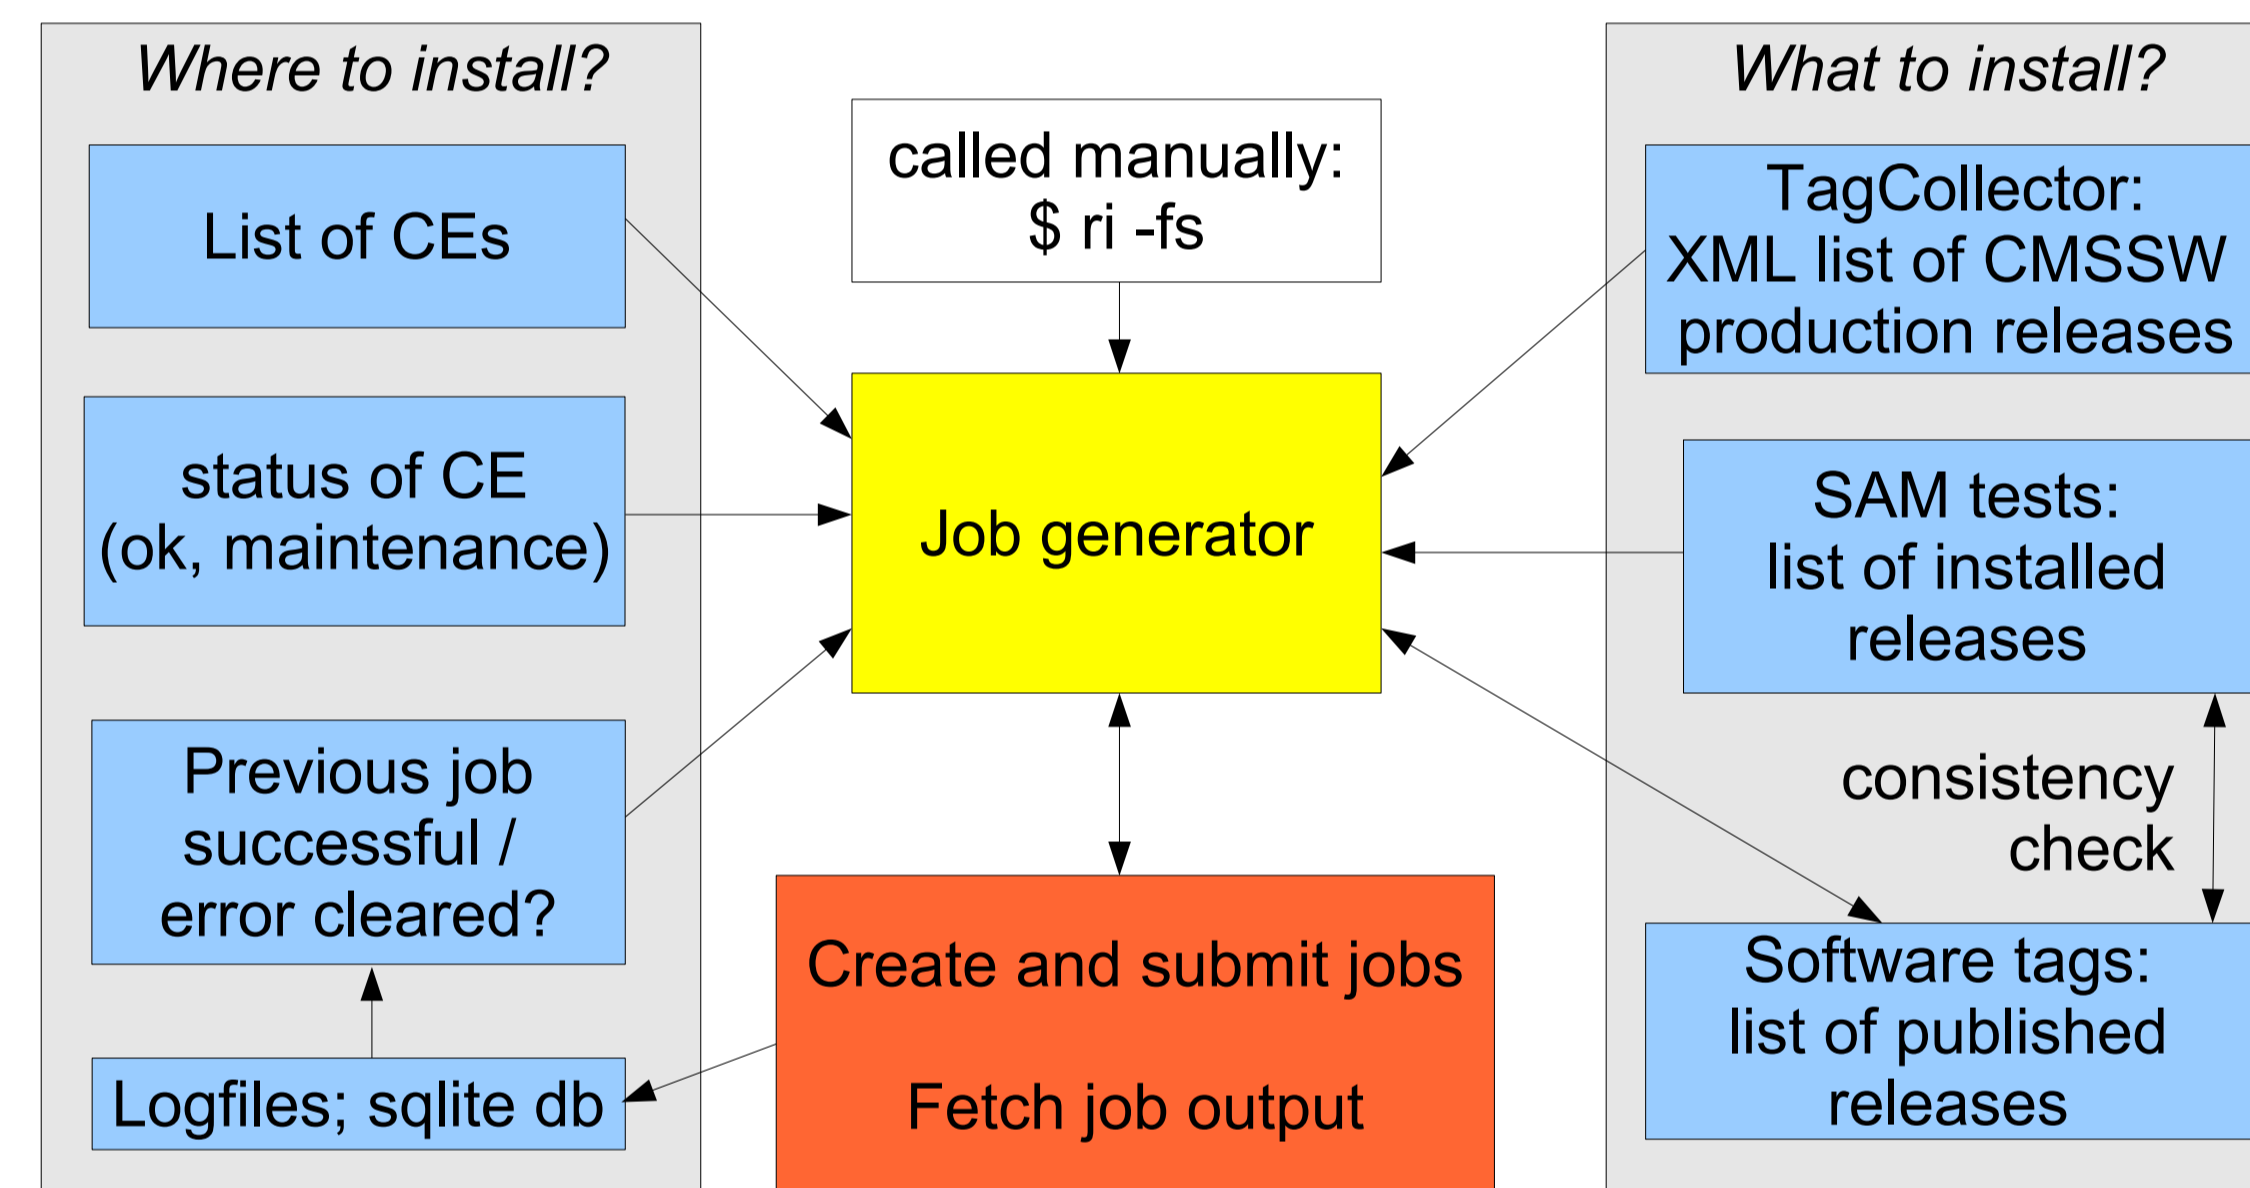 Where to install?
List of CEs
status of CE
(ok, maintenance)
Previous job
successful /
error cleared?
Logfiles; sqlite db
called manually:
$ ri -fs
Job generator
Create and submit jobs
Fetch job output
What to install?
TagCollector:
XML list of CMSSW
production releases
SAM tests:
list of installed
releases
consistency
check
Software tags:
list of published
releases